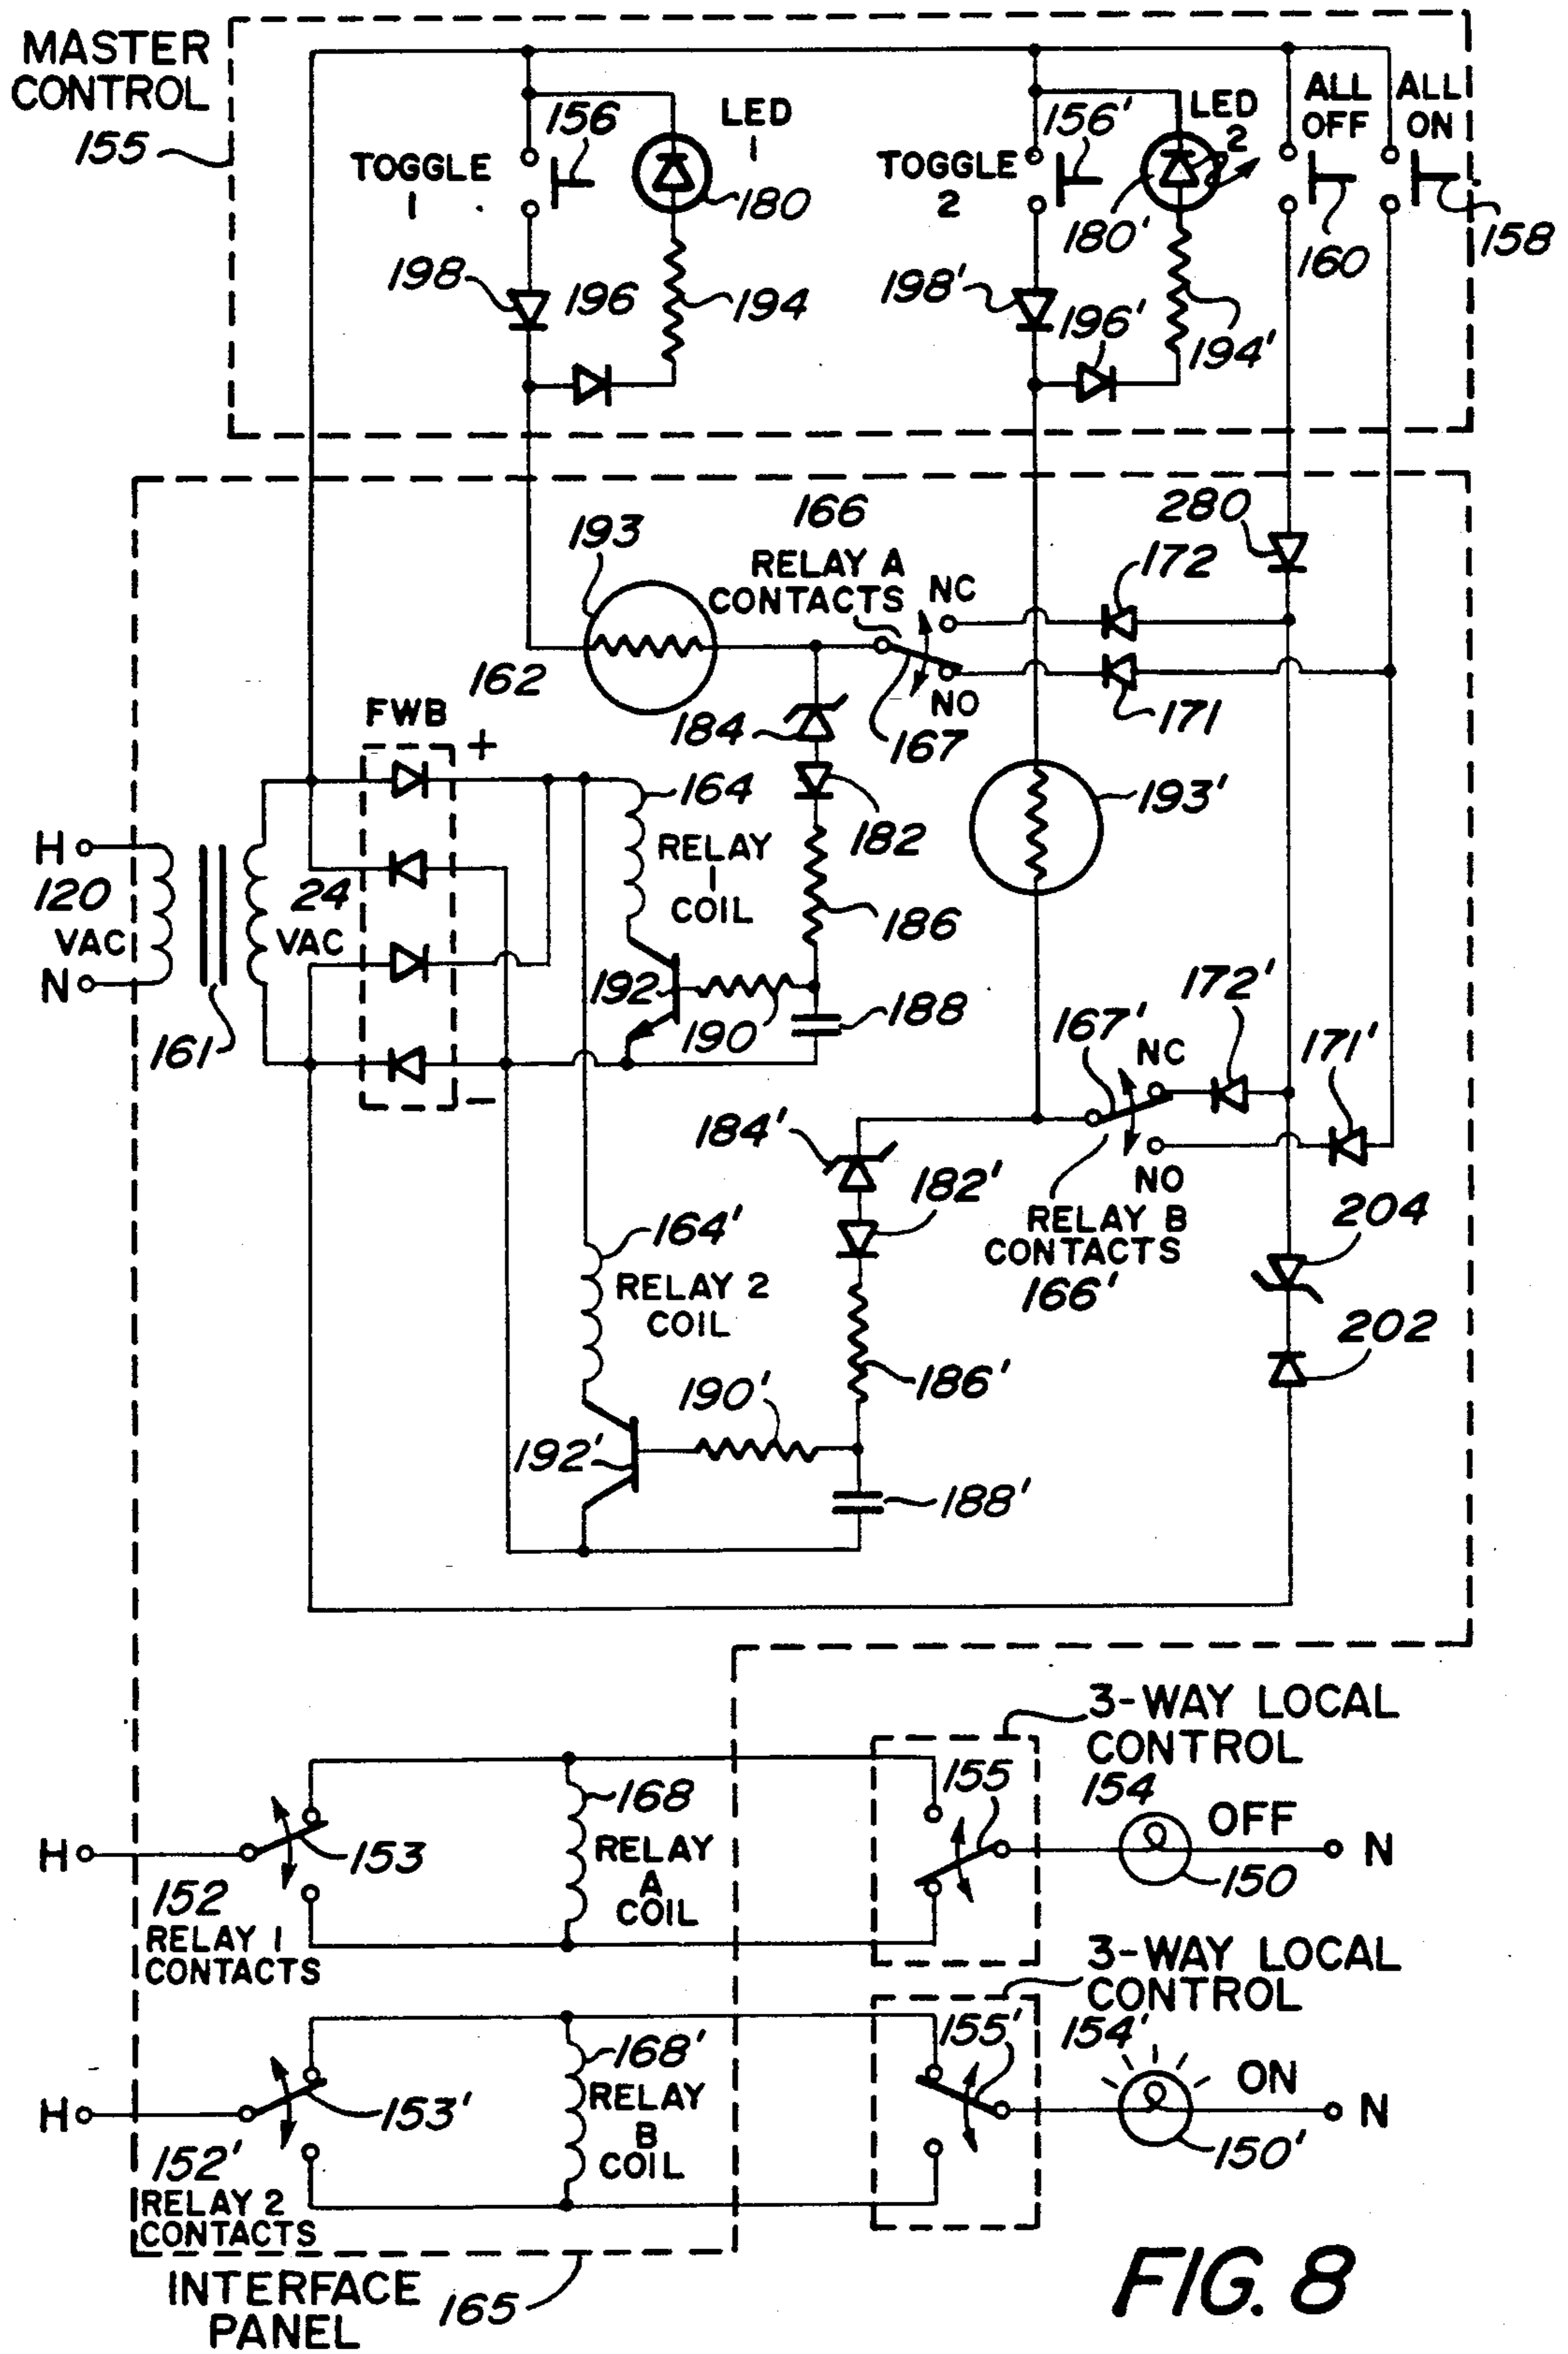 MASTER
CONTROL
155
TOGGLE
1
156
LED
1
180
198
196
194
TOGGLE
2
156'
LED
2
180'
198'
196'
194'
ALL
OFF
160
ALL
ON
158
193
166
RELAY A
CONTACTS
NC
NO
167
280
172
171
162
FWB
+
184
182
164
RELAY
1
COIL
186
193'
H
120
VAC
N
24
VAC
161
192
190
188
−
167'
NC
172'
171'
NO
RELAY B
CONTACTS
166'
184'
182'
204
202
164'
RELAY 2
COIL
186'
190'
192'
188'
3-WAY LOCAL
CONTROL
154
155
OFF
150
N
H
153
152
RELAY 1
CONTACTS
168
RELAY
A
COIL
3-WAY LOCAL
CONTROL
154'
155'
ON
150'
N
H
153'
152'
RELAY 2
CONTACTS
168'
RELAY
B
COIL
INTERFACE
PANEL
165
FIG. 8